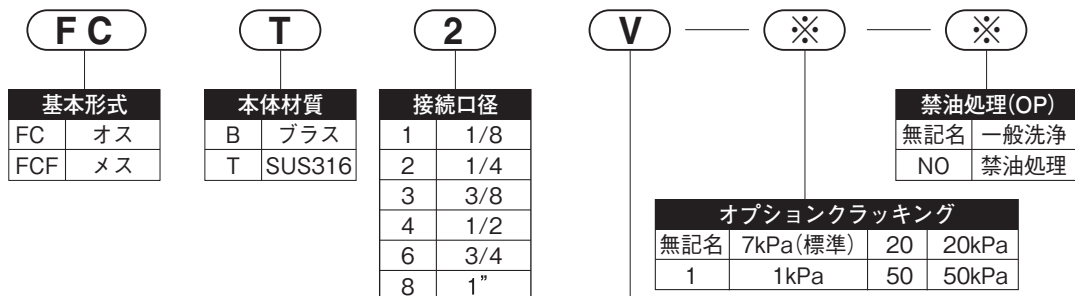 FC T 2 V ※ ※
基本形式
FC オス
FCF メス
本体材質
B ブラス
T SUS316
接続口径
1 1/8
2 1/4
3 3/8
4 1/2
6 3/4
8 1”
禁油処理(OP)
無記名 一般洗浄
NO 禁油処理
オプションクラッキング
無記名 7kPa(標準) 20 20kPa
1 1kPa 50 50kPa